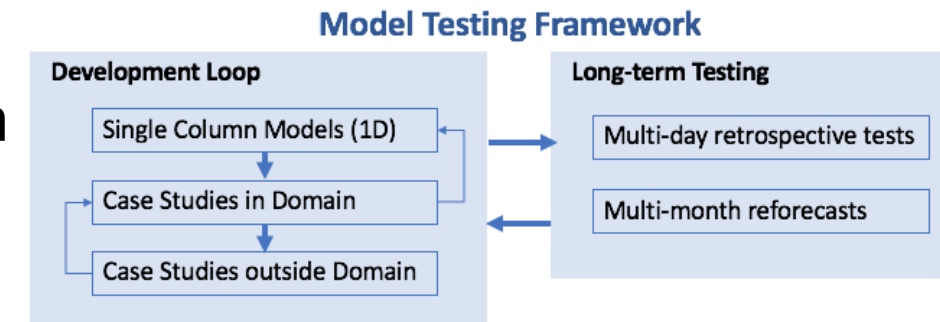 Model Testing Framework
Development Loop
Single Column Models (1D)
Case Studies in Domain
Case Studies outside Domain
Long-term Testing
Multi-day retrospective tests
Multi-month reforecasts